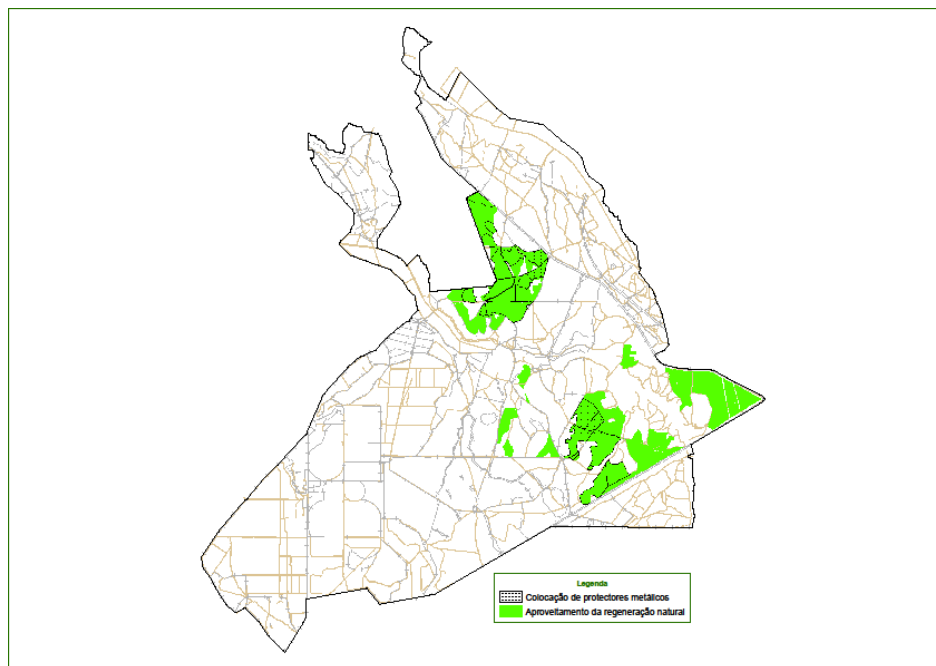 Legenda
Colocação de protectores metálicos
Aproveitamento da regeneração natural